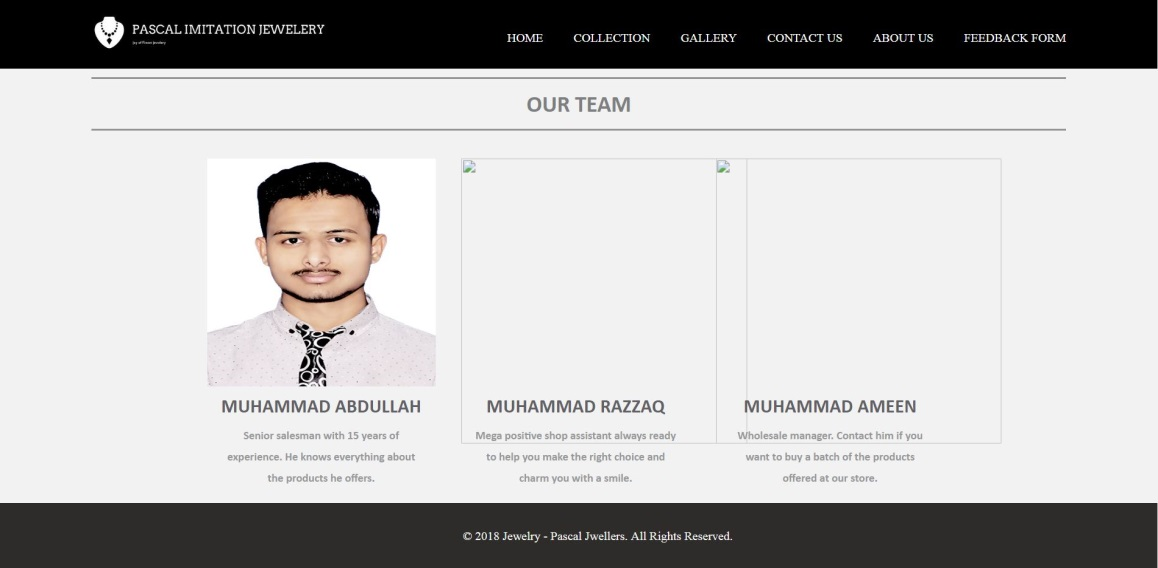 PASCAL IMITATION JEWELERY
Joy of Pascal Jewelery
HOME COLLECTION GALLERY CONTACT US ABOUT US FEEDBACK FORM
OUR TEAM
MUHAMMAD ABDULLAH
Senior salesman with 15 years of
experience. He knows everything about
the products he offers.
MUHAMMAD RAZZAQ
Mega positive shop assistant always ready
to help you make the right choice and
charm you with a smile.
MUHAMMAD AMEEN
Wholesale manager. Contact him if you
want to buy a batch of the products
offered at our store.
© 2018 Jewelry - Pascal Jwellers. All Rights Reserved.